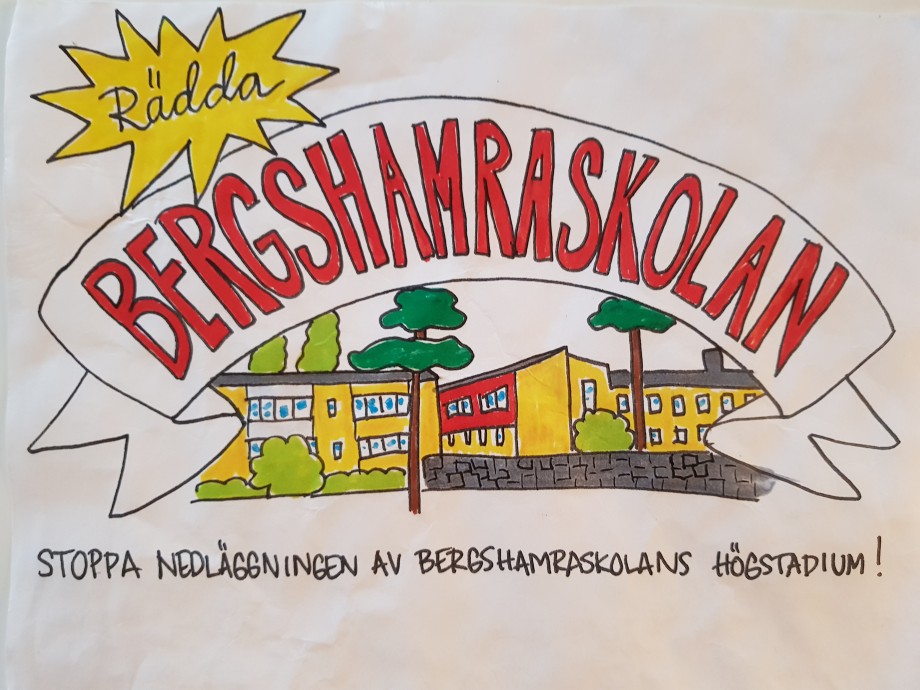 Rädda
BERGSHAMRASKOLAN
STOPPA NEDLÄGGNINGEN AV BERGSHAMRASKOLANS HÖGSTADIUM!